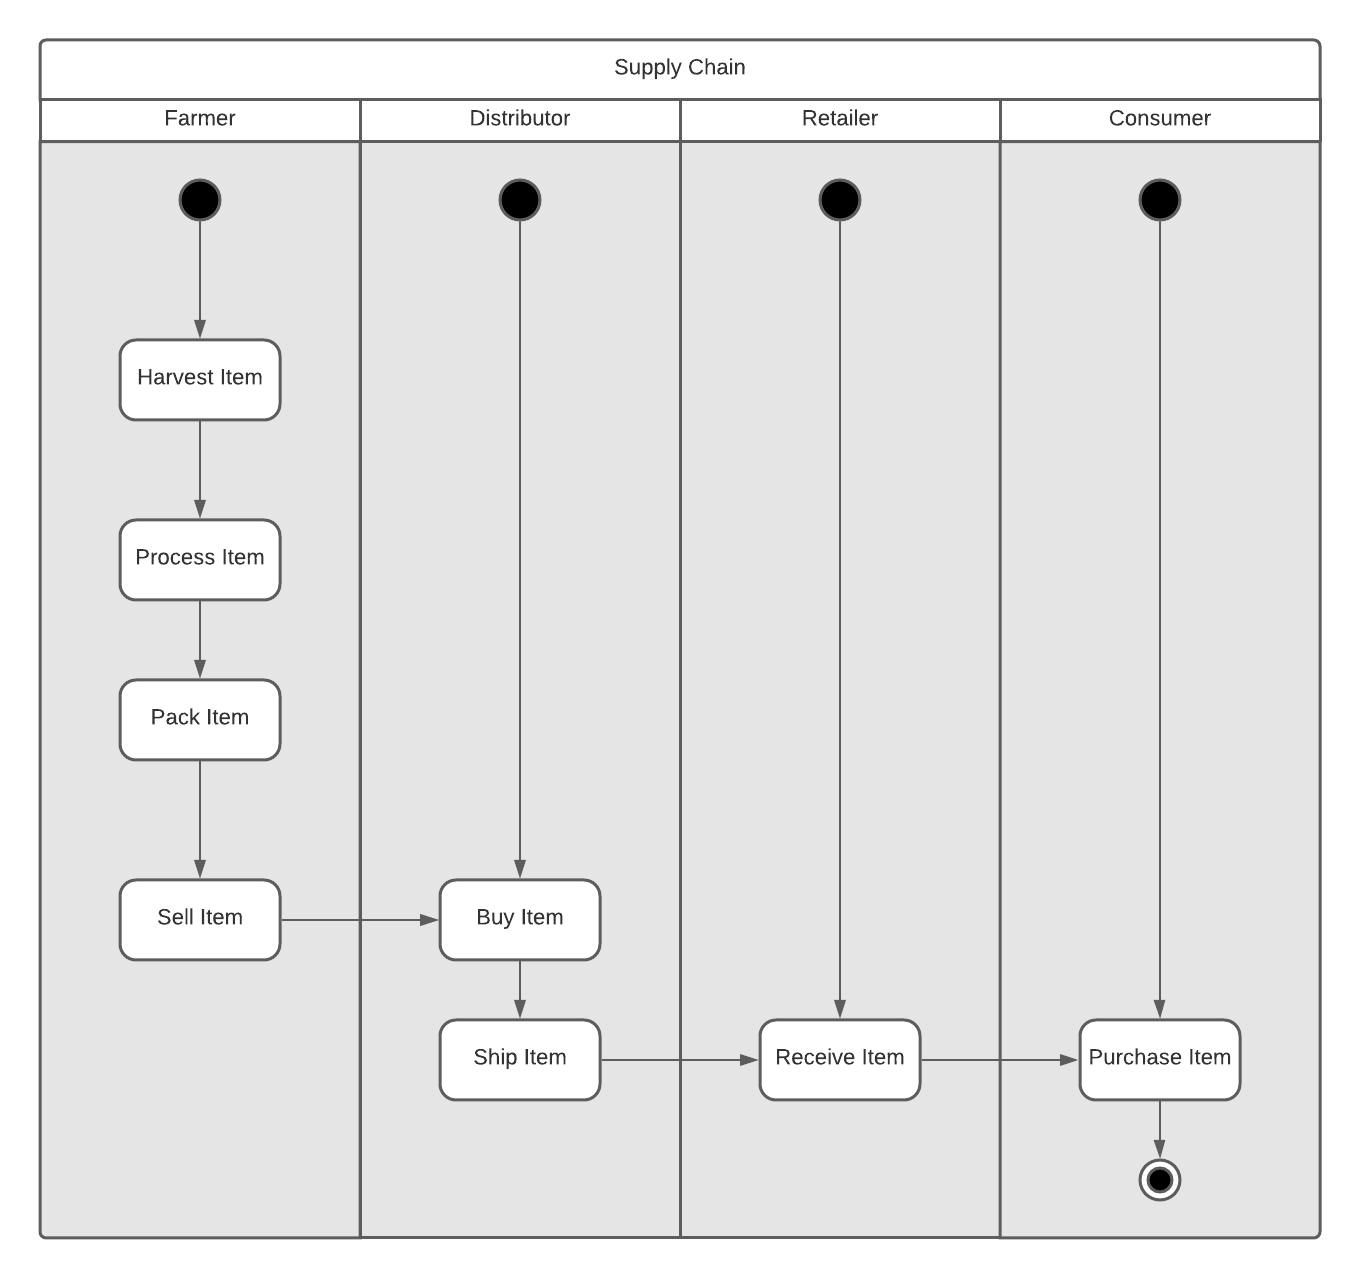 Supply Chain
Farmer
Distributor
Retailer
Consumer
Harvest Item
Process Item
Pack Item
Sell Item
Buy Item
Ship Item
Receive Item
Purchase Item